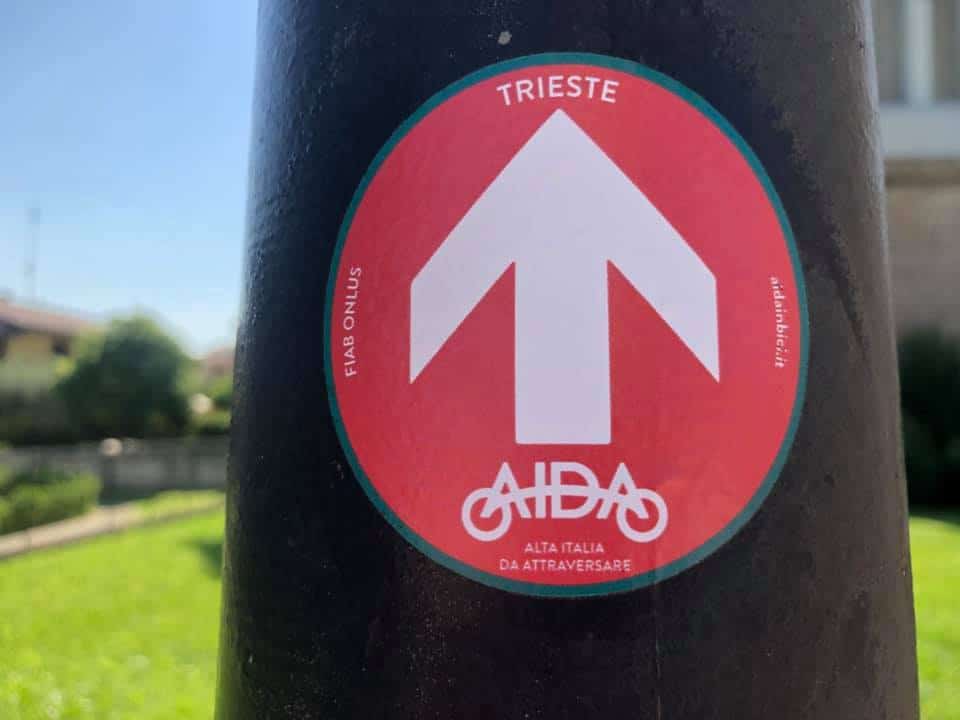 TRIESTE
FIAB ONLUS
aidainbici.it
AIDA
ALTA ITALIA
DA ATTRAVERSARE